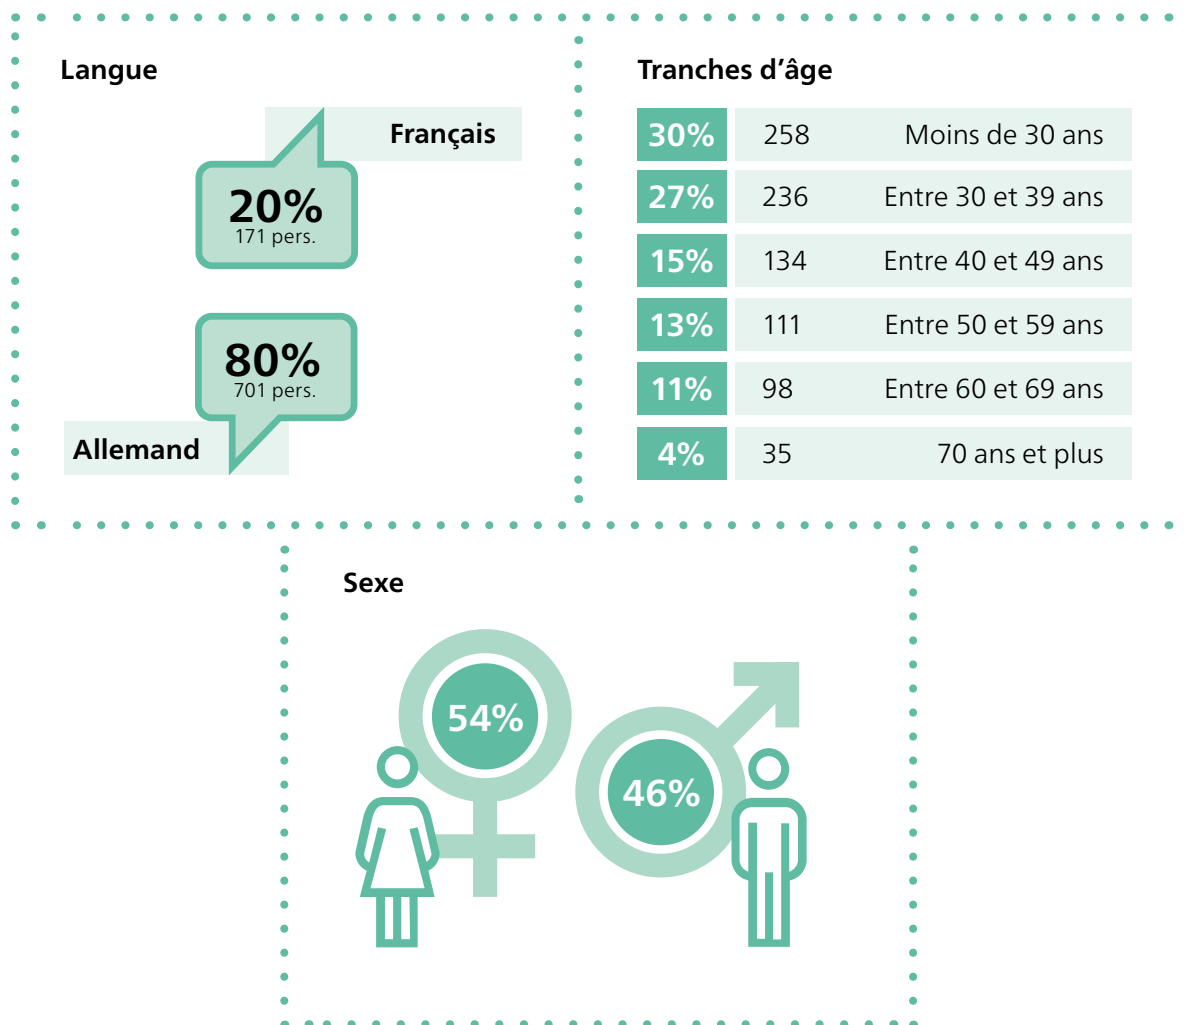 Langue
Français
20%
171 pers.
80%
701 pers.
Allemand
Tranches d’âge
30% 258 Moins de 30 ans
27% 236 Entre 30 et 39 ans
15% 134 Entre 40 et 49 ans
13% 111 Entre 50 et 59 ans
11% 98 Entre 60 et 69 ans
4% 35 70 ans et plus
Sexe
54%
46%